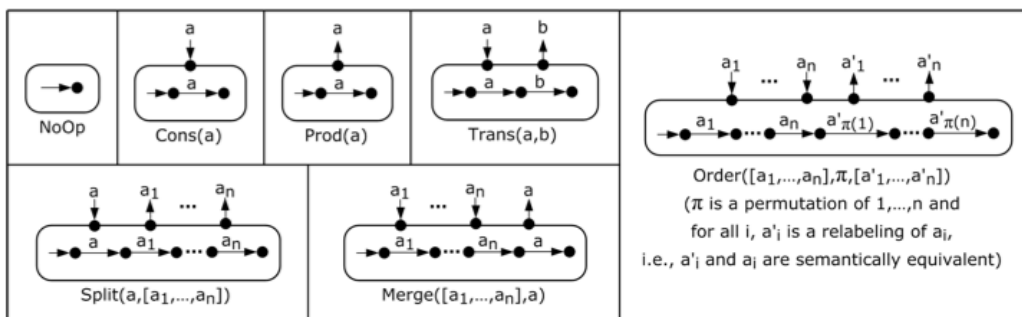 a
a
a b
a
a
a b
NoOp
Cons(a)
Prod(a)
Trans(a,b)
a a₁ ... aₙ
a a₁ ... aₙ
Split(a,[a₁,...,aₙ])
a₁ ... aₙ a
a₁ ... aₙ a
Merge([a₁,...,aₙ],a)
a₁ ... aₙ a'₁ ... a'ₙ
a₁ ... aₙ a'π(1) ... a'π(n)
Order([a₁,...,aₙ],π,[a'₁,...,a'ₙ])
(π is a permutation of 1,...,n and
for all i, a'ᵢ is a relabeling of aᵢ,
i.e., a'ᵢ and aᵢ are semantically equivalent)